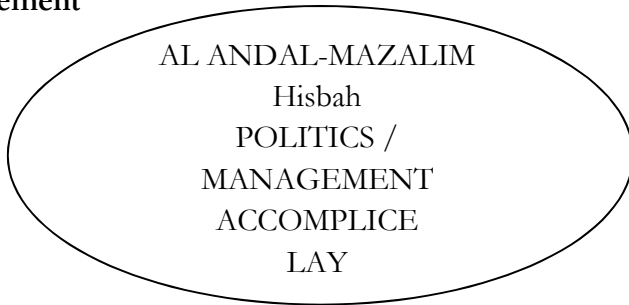 ement
AL ANDAL-MAZALIM
Hisbah
POLITICS /
MANAGEMENT
ACCOMPLICE
LAY